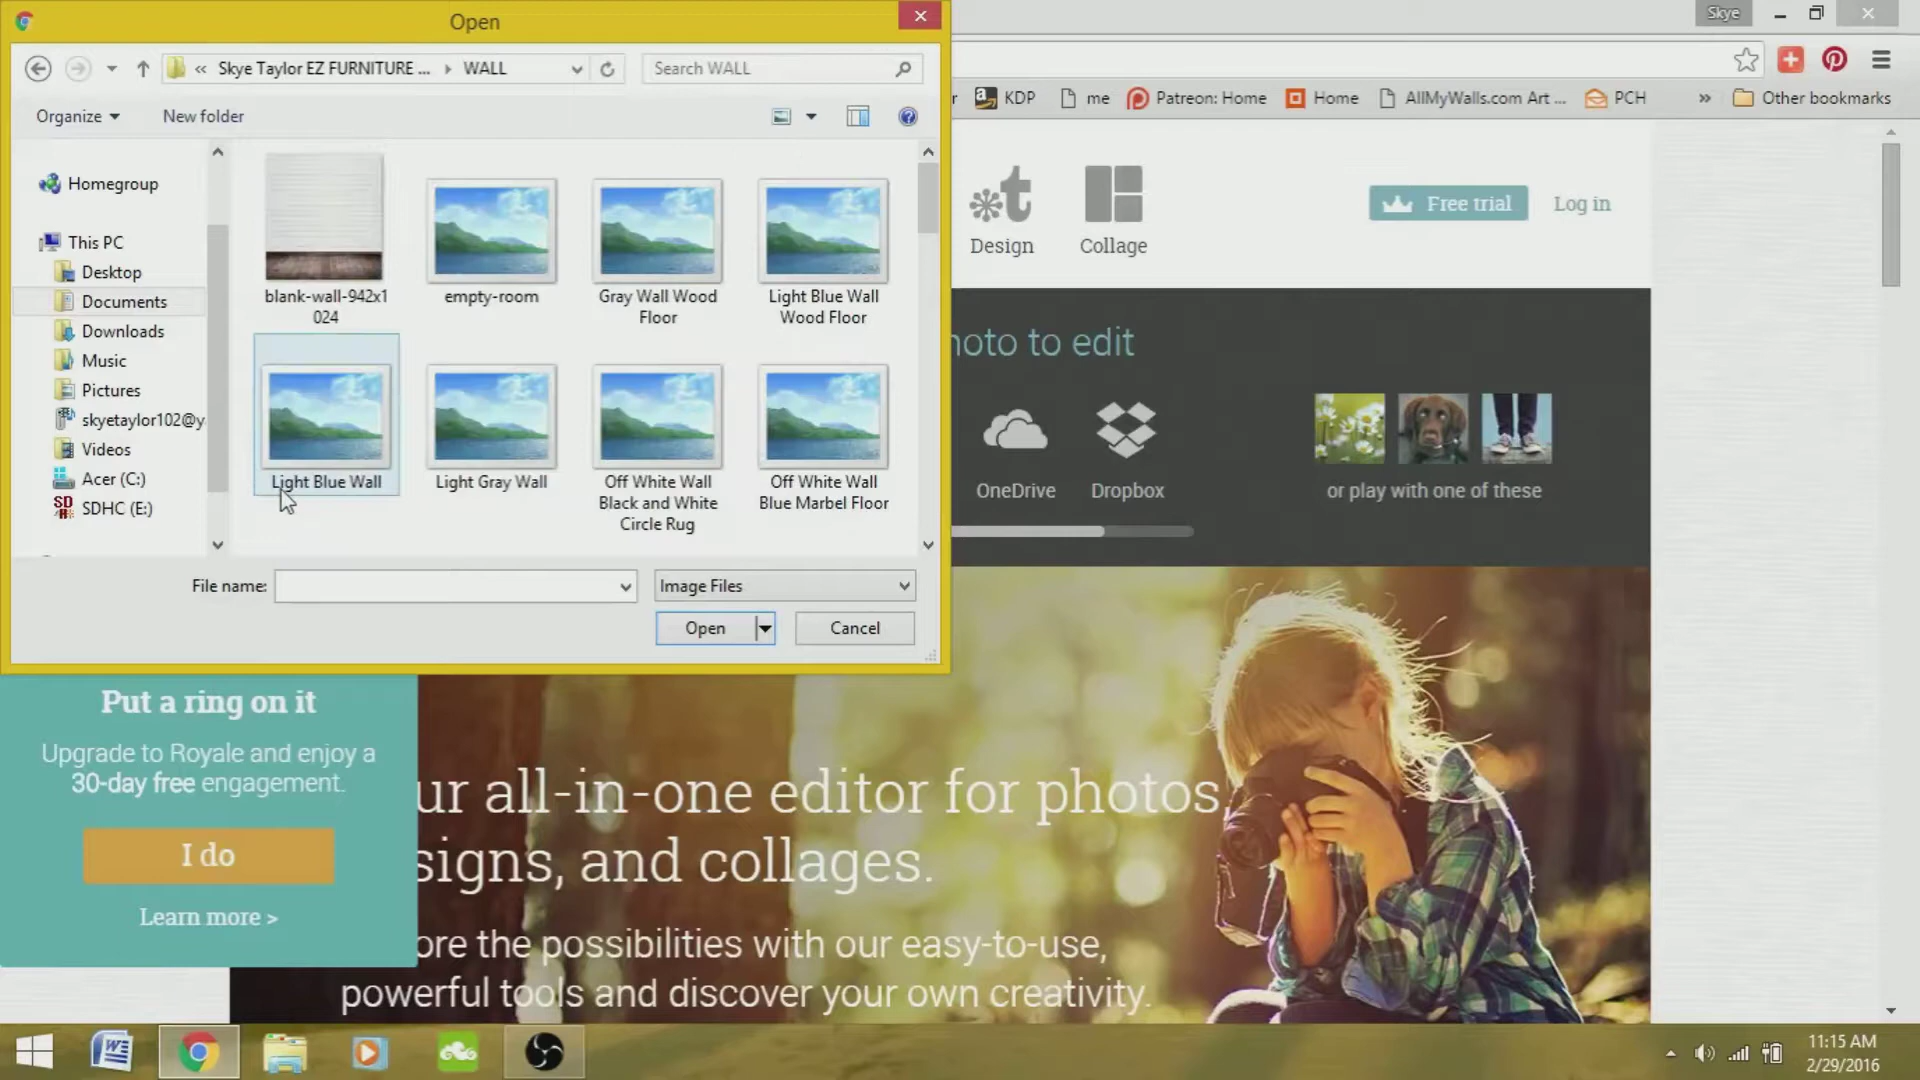 Open
Skye
« Skye Taylor EZ FURNITURE ... WALL
Search WALL
KDP
me
Patreon: Home
Home
AllMyWalls.com Art ...
PCH
»
Other bookmarks
Organize
New folder
Homegroup
This PC
Desktop
Documents
Downloads
Music
Pictures
skyetaylor102@y
Videos
Acer (C:)
SDHC (E:)
blank-wall-942x1
024
empty-room
Gray Wall Wood
Floor
Light Blue Wall
Wood Floor
Light Blue Wall
Light Gray Wall
Off White Wall
Black and White
Circle Rug
Off White Wall
Blue Marbel Floor
File name:
Image Files
Open
Cancel
Design
Collage
Free trial
Log in
hoto to edit
OneDrive
Dropbox
or play with one of these
Put a ring on it
Upgrade to Royale and enjoy a
30-day free engagement.
I do
Learn more >
ur all-in-one editor for photos,
signs, and collages.
ore the possibilities with our easy-to-use,
powerful tools and discover your own creativity.
11:15 AM
2/29/2016